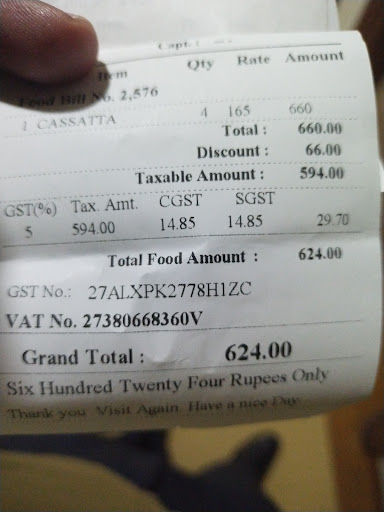 Item Qty Rate Amount
Food Bill No. 2,576
1 CASSATTA 4 165 660
Total : 660.00
Discount : 66.00
Taxable Amount : 594.00
GST(%) Tax. Amt. CGST SGST
5 594.00 14.85 14.85 29.70
Total Food Amount : 624.00
GST No.: 27ALXPK2778H1ZC
VAT No. 27380668360V
Grand Total : 624.00
Six Hundred Twenty Four Rupees Only
Thank you Visit Again Have a nice Day